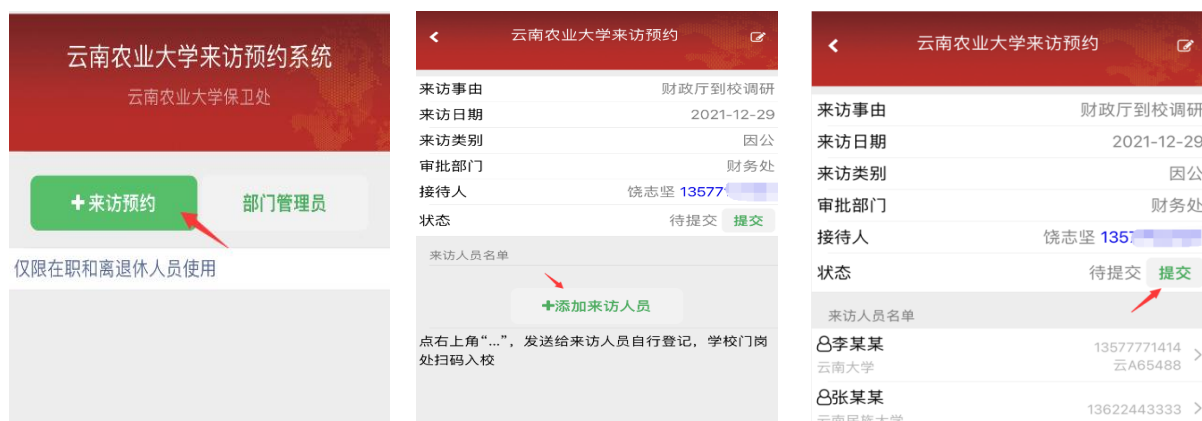 云南农业大学来访预约系统
云南农业大学保卫处
+来访预约
部门管理员
仅限在职和离退休人员使用
云南农业大学来访预约
来访事由 财政厅到校调研
来访日期 2021-12-29
来访类别 因公
审批部门 财务处
接待人 饶志坚 13577
状态 待提交 提交
来访人员名单
+添加来访人员
点右上角“...”，发送给来访人员自行登记，学校门岗
处扫码入校
云南农业大学来访预约
来访事由 财政厅到校调研
来访日期 2021-12-29
来访类别 因公
审批部门 财务处
接待人 饶志坚 1357
状态 待提交 提交
来访人员名单
李某某 13577771414
云南大学 云A65488
张某某
云南民族大学 13622443333